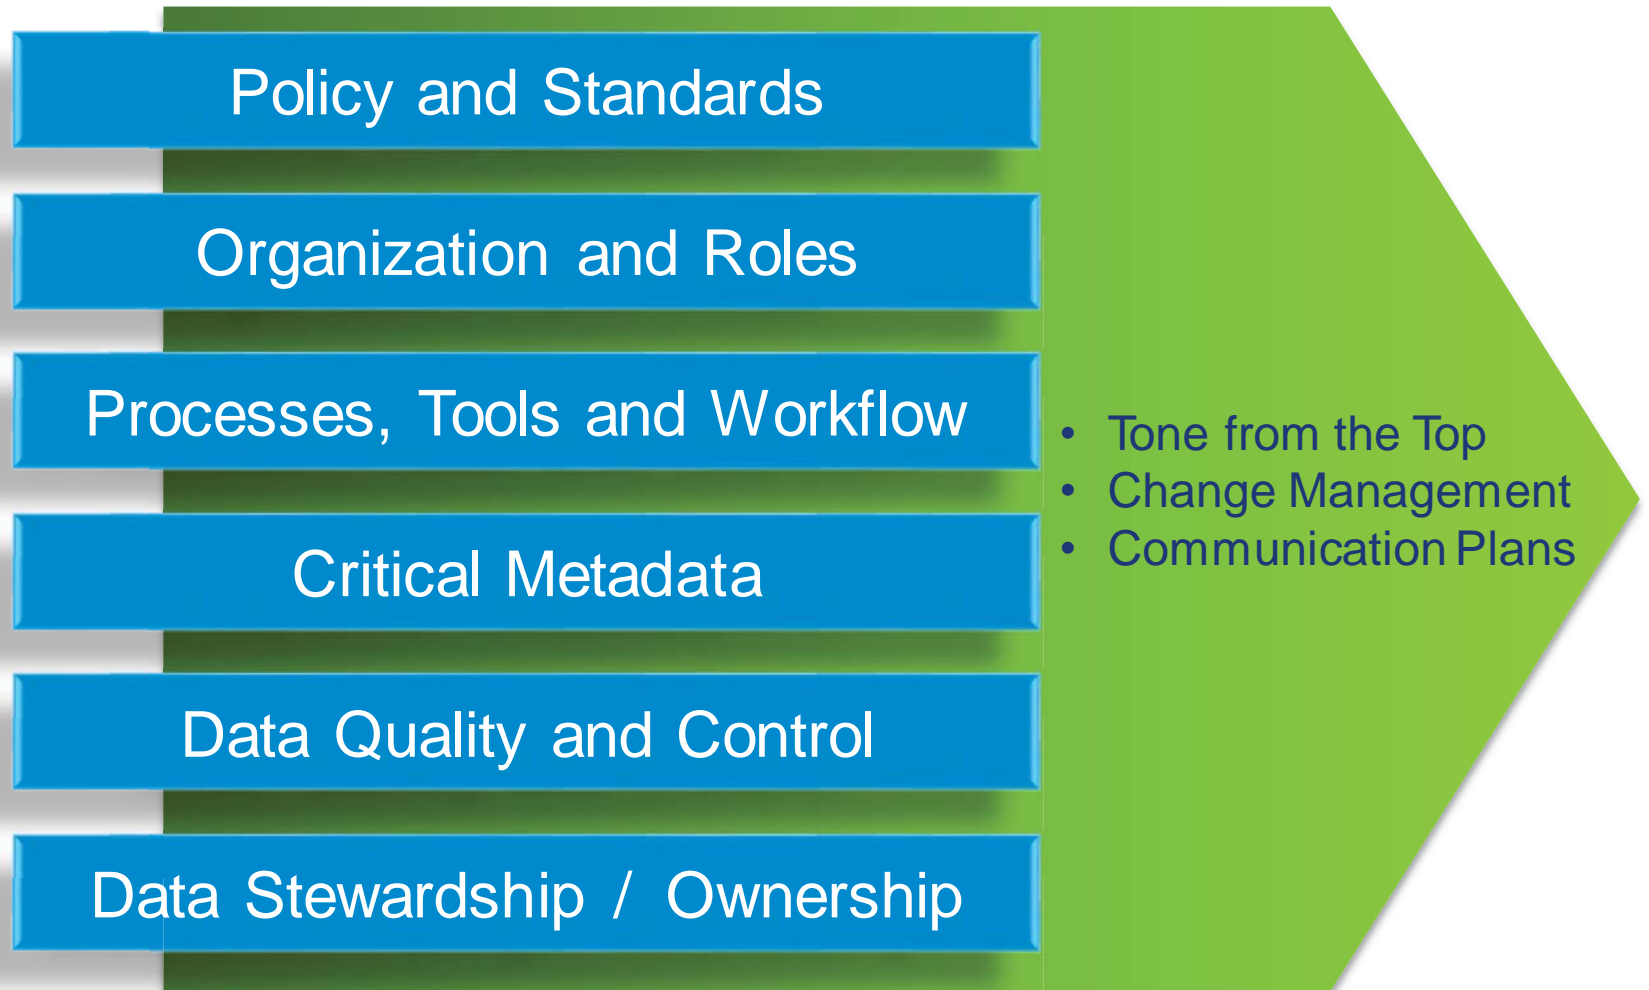 Policy and Standards
Organization and Roles
Processes, Tools and Workflow
Critical Metadata
Data Quality and Control
Data Stewardship / Ownership
• Tone from the Top
• Change Management
• Communication Plans